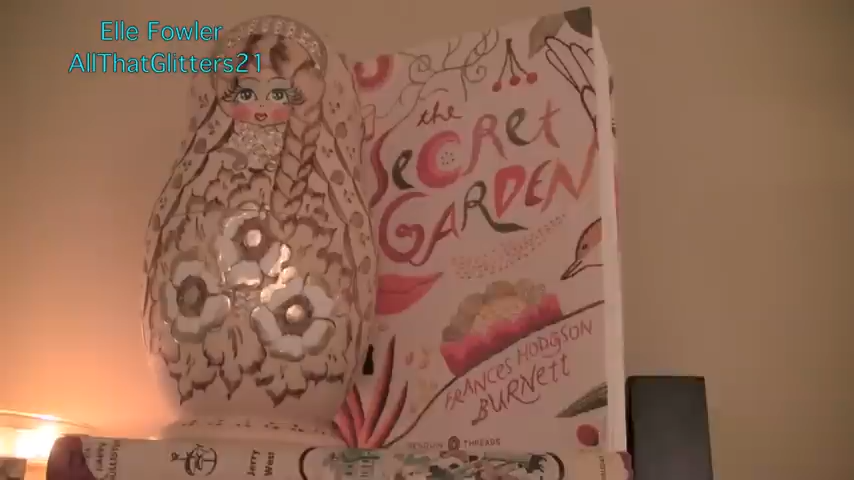 Elle Fowler
AllThatGlitters21
the
SecRet
GARDEN
FRANCES HODGSON
BURNett
PENGUIN THREADS
Jerry
West